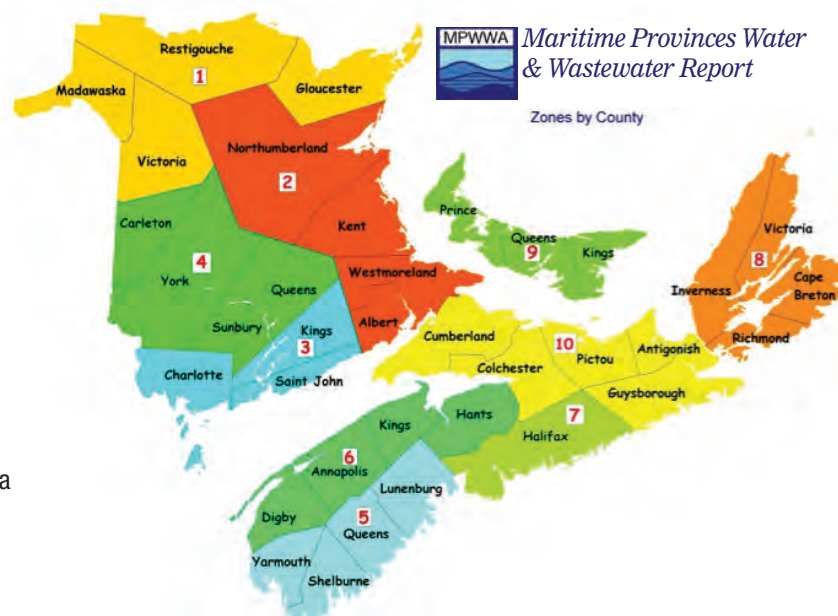 MPWWA
Maritime Provinces Water
& Wastewater Report
Zones by County
Restigouche
1
Madawaska
Gloucester
Victoria
Northumberland
2
Kent
Carleton
4
York
Queens
Sunbury
Westmoreland
Albert
Kings
3
Charlotte
Saint John
Prince
Queens
9
Kings
Victoria
8
Inverness
Cape
Breton
Richmond
Cumberland
10
Pictou
Antigonish
Colchester
Guysborough
7
Halifax
Hants
Kings
6
Annapolis
Digby
Lunenburg
5
Queens
Yarmouth
Shelburne
a